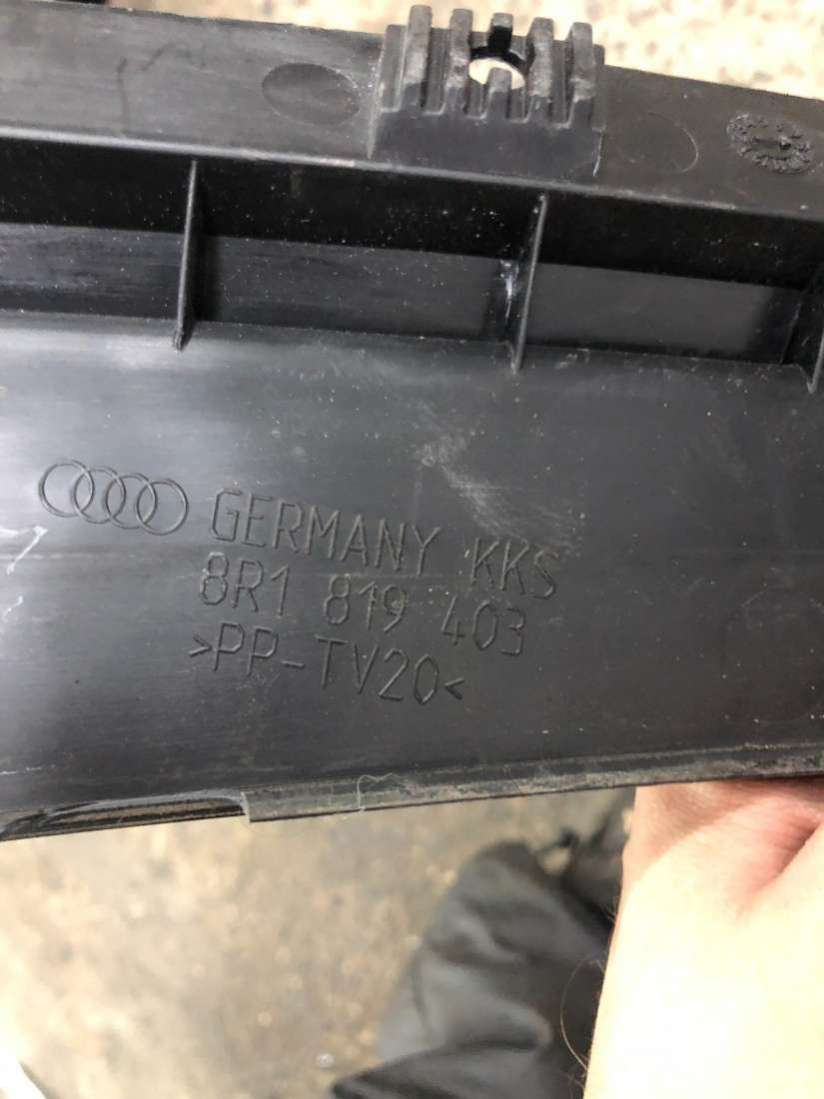 GERMANY KKS
8R1 819 403
>PP-TV20<